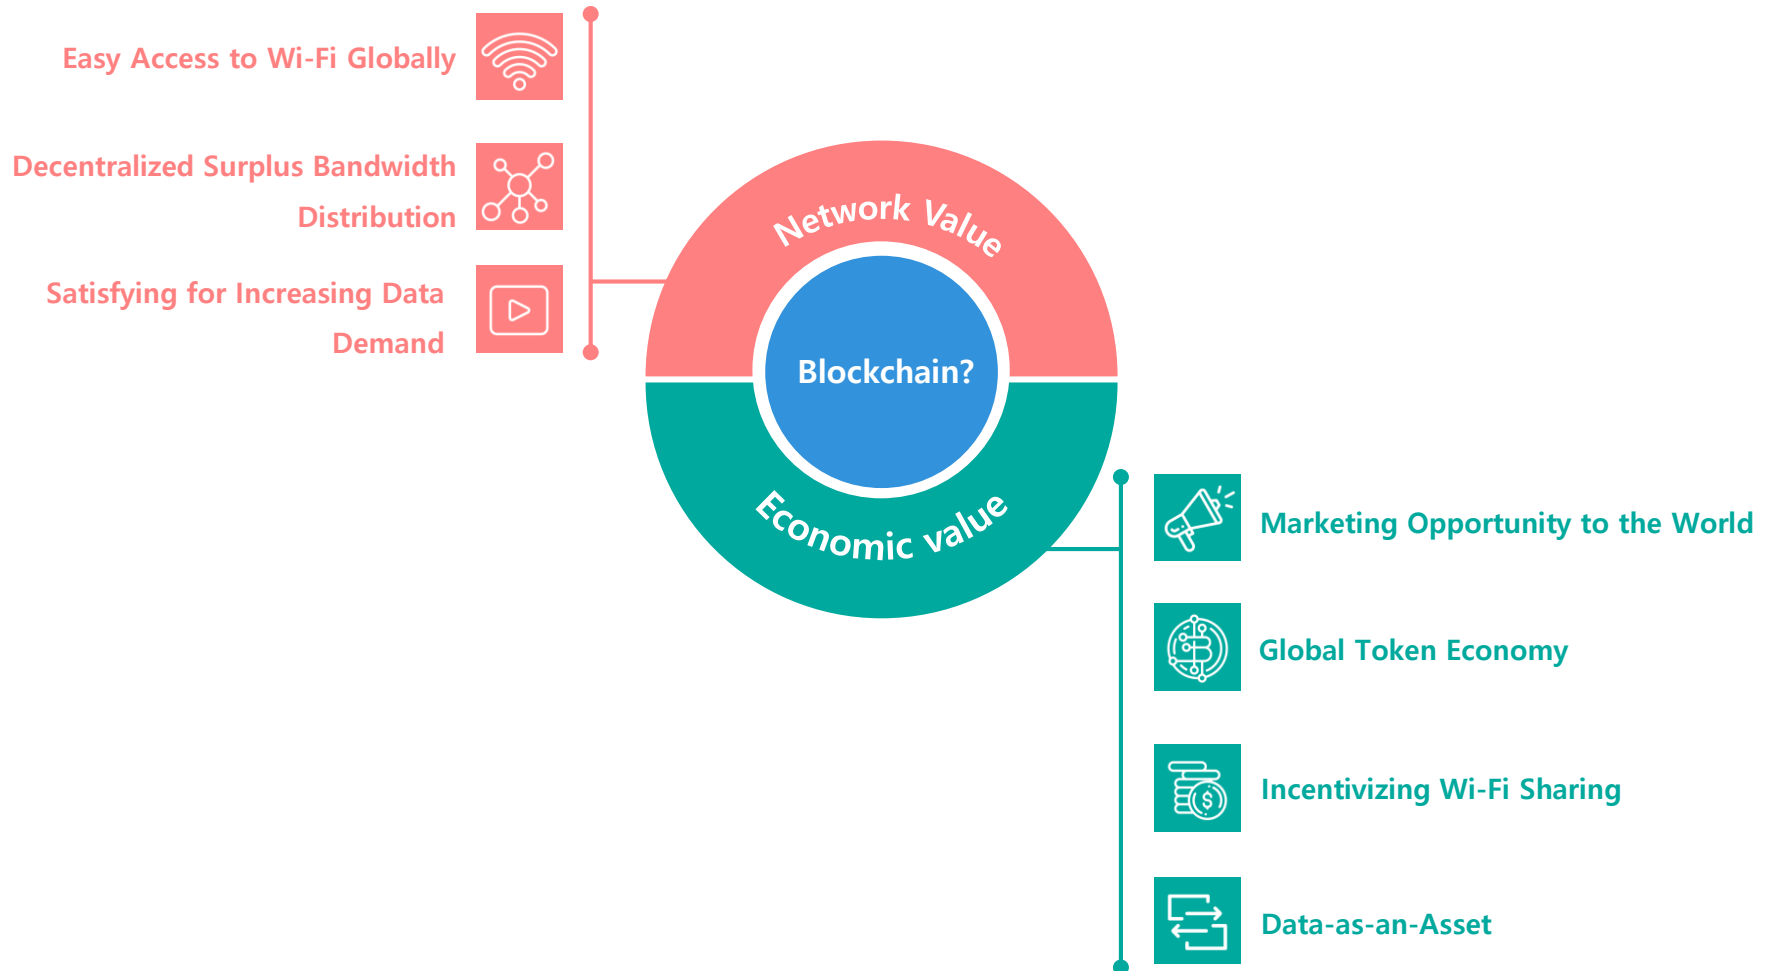 Easy Access to Wi-Fi Globally
Decentralized Surplus Bandwidth
Distribution
Satisfying for Increasing Data
Demand
Network Value
Blockchain?
Economic value
Marketing Opportunity to the World
Global Token Economy
Incentivizing Wi-Fi Sharing
Data-as-an-Asset